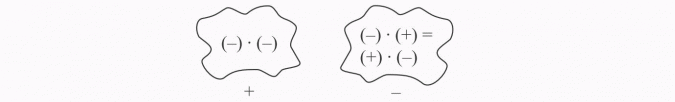 (−) · (−)
(−) · (+) =
(+) · (−)
+
−